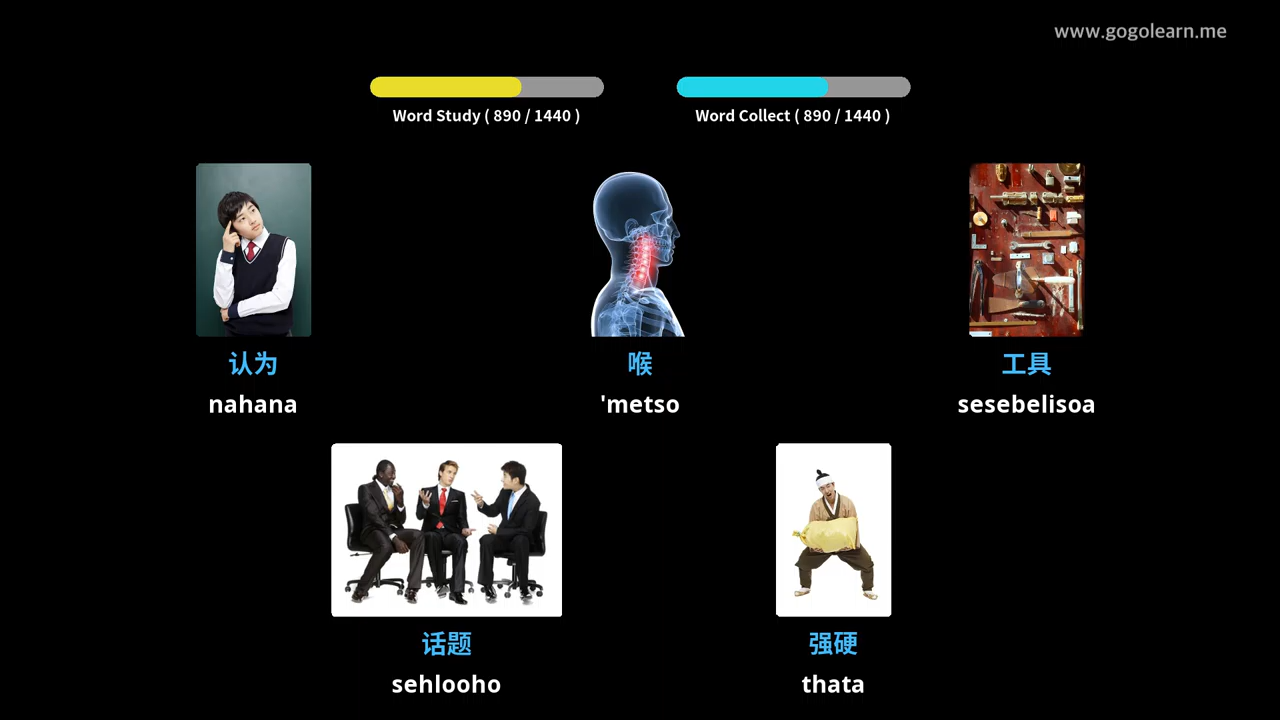 www.gogolearn.me
Word Study ( 890 / 1440 )
Word Collect ( 890 / 1440 )
认为
nahana
喉
'metso
工具
sesebelisoa
话题
sehlooho
强硬
thata